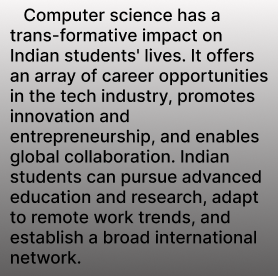 Computer science has a
trans-formative impact on
Indian students' lives. It offers
an array of career opportunities
in the tech industry, promotes
innovation and
entrepreneurship, and enables
global collaboration. Indian
students can pursue advanced
education and research, adapt
to remote work trends, and
establish a broad international
network.